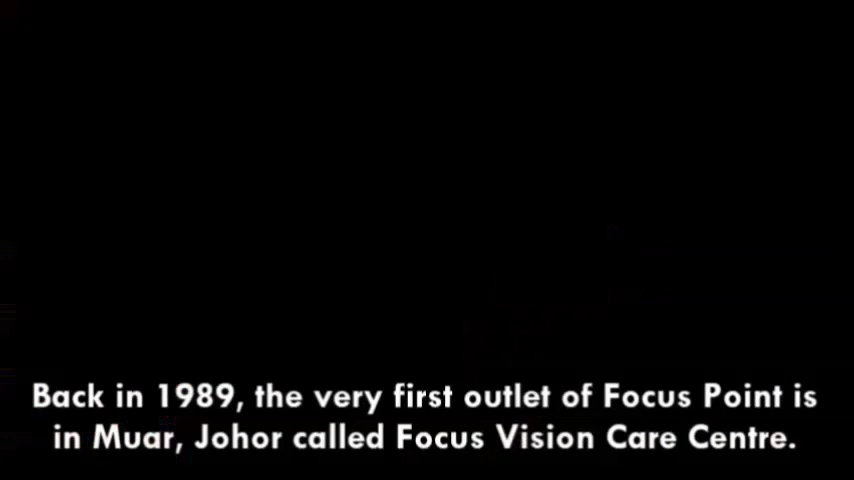 Back in 1989, the very first outlet of Focus Point is
in Muar, Johor called Focus Vision Care Centre.